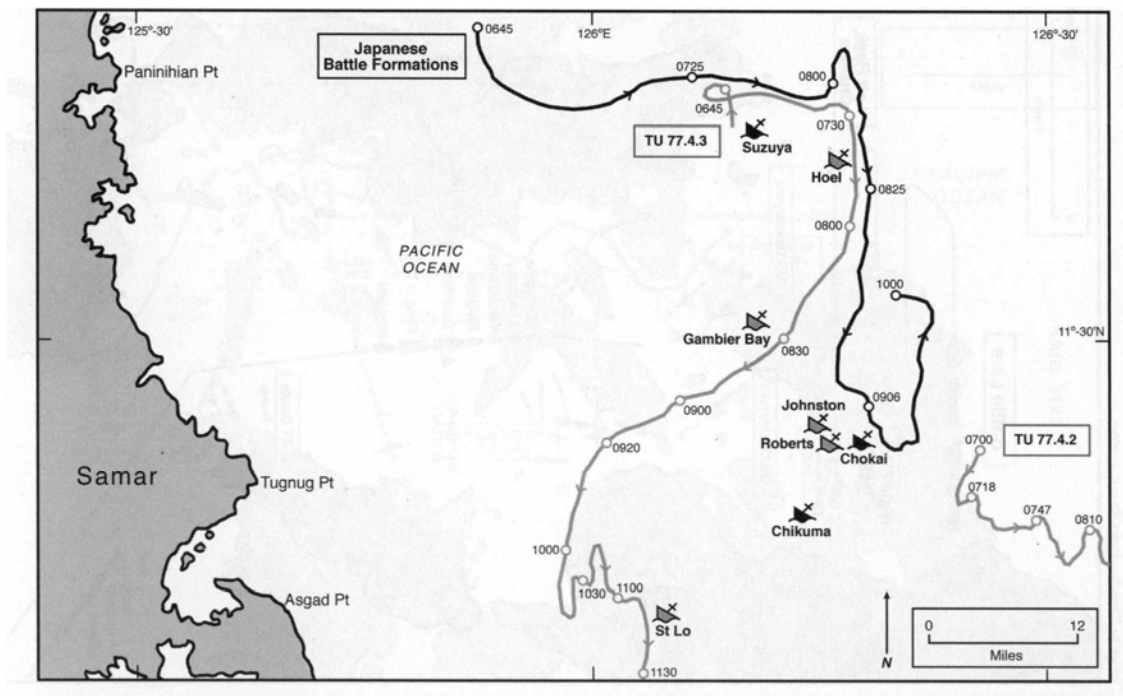 125°-30'
126°E
126°-30'
0645
Japanese
Battle Formations
Paninihian Pt
0725
0800
0645
0730
TU 77.4.3
Suzuya
Hoel
0825
0800
PACIFIC
OCEAN
1000
Gambier Bay
0830
11°-30'N
0900
0906
Johnston
0920
Roberts
Chokai
0700
TU 77.4.2
Samar
Tugnug Pt
0718
0747
0810
Chikuma
1000
1030
1100
Asgad Pt
St Lo
1130
N
0
12
Miles